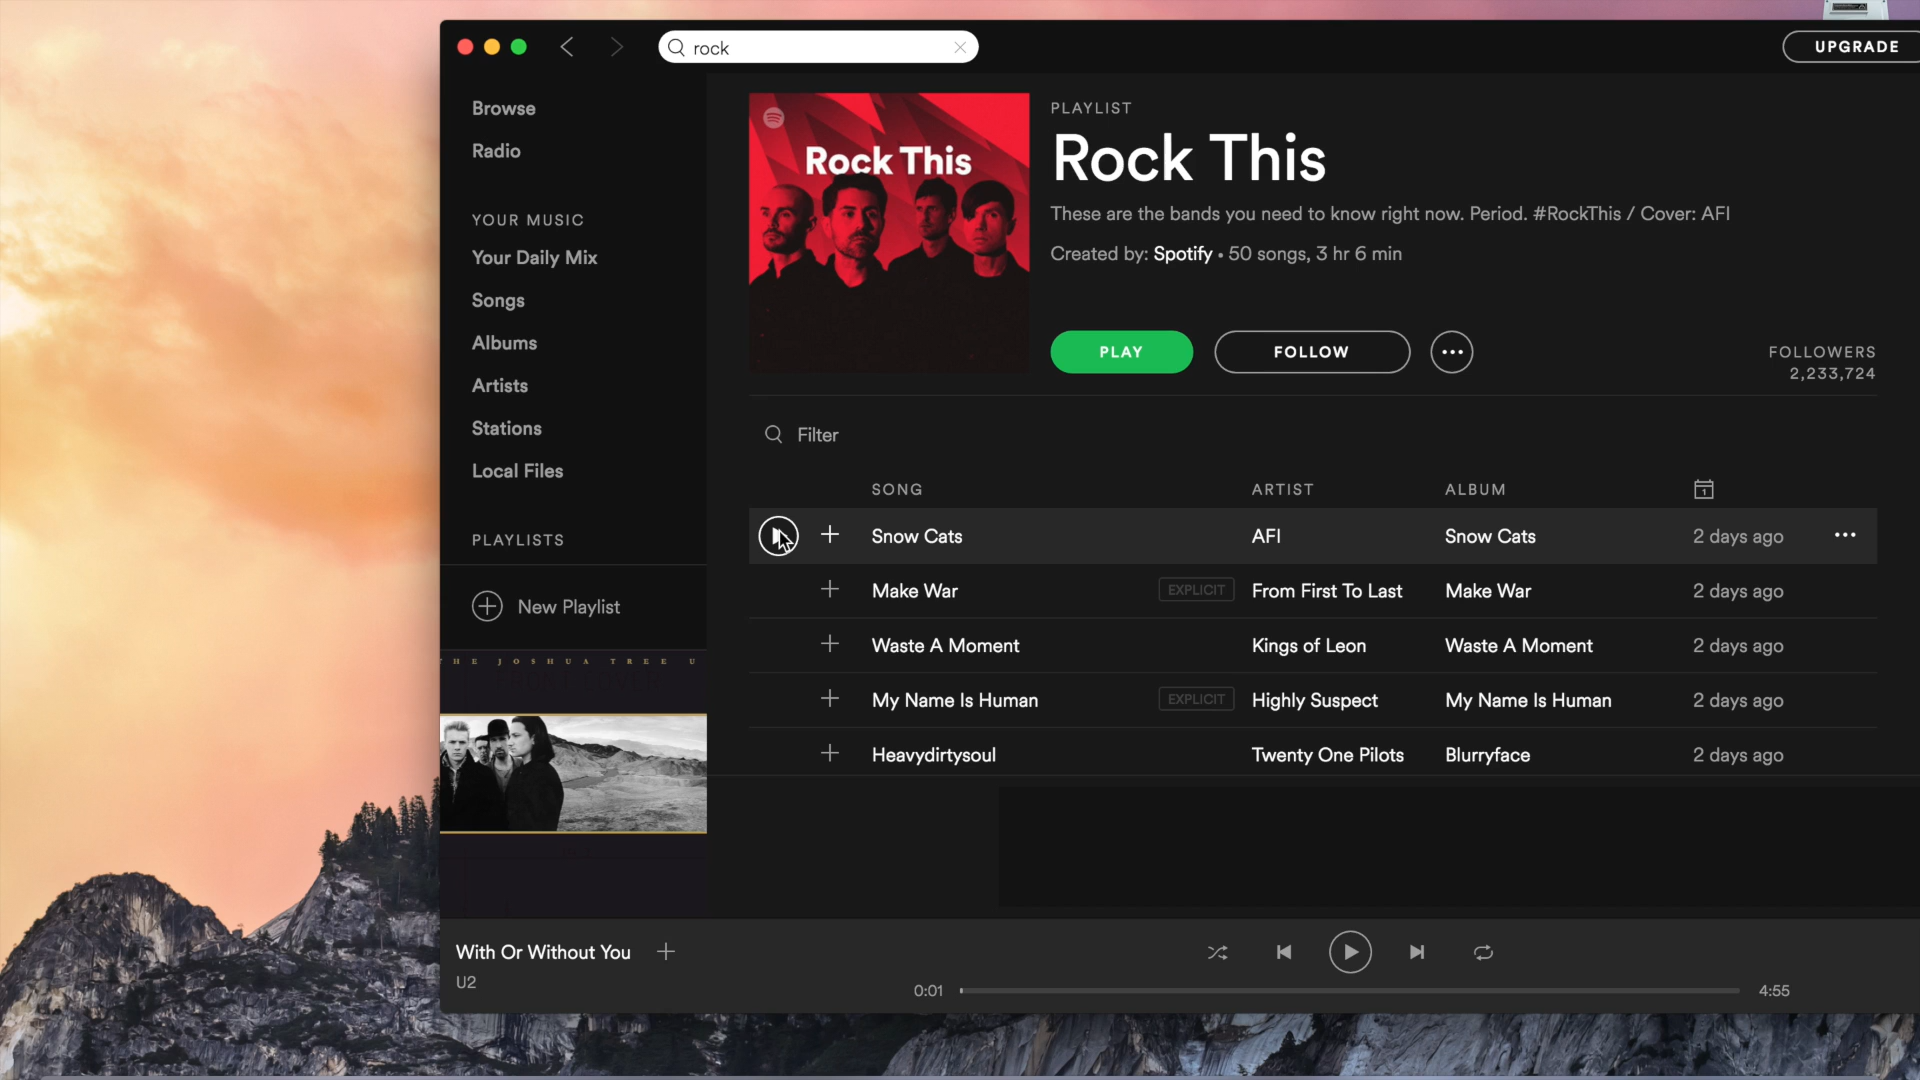 rock
UPGRADE
Browse
Radio
YOUR MUSIC
Your Daily Mix
Songs
Albums
Artists
Stations
Local Files
PLAYLISTS
New Playlist
HE JOSHUA TREE U
With Or Without You
U2
Rock This
PLAYLIST
Rock This
These are the bands you need to know right now. Period. #RockThis / Cover: AFI
Created by: Spotify • 50 songs, 3 hr 6 min
PLAY FOLLOW
FOLLOWERS
2,233,724
Filter
SONG ARTIST ALBUM
Snow Cats AFI Snow Cats 2 days ago
Make War EXPLICIT From First To Last Make War 2 days ago
Waste A Moment Kings of Leon Waste A Moment 2 days ago
My Name Is Human EXPLICIT Highly Suspect My Name Is Human 2 days ago
Heavydirtysoul Twenty One Pilots Blurryface 2 days ago
0:01 4:55